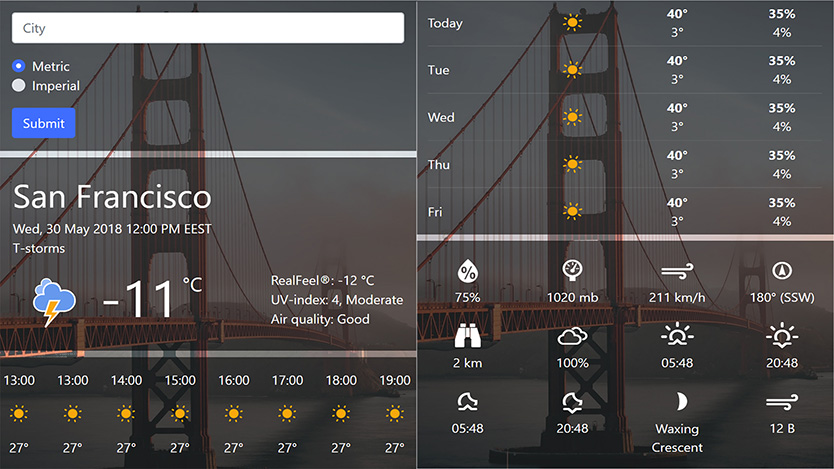 City
Metric
Imperial
Submit
San Francisco
Wed, 30 May 2018 12:00 PM EEST
T-storms
-11 °C
RealFeel®: -12 °C
UV-index: 4, Moderate
Air quality: Good
13:00 13:00 14:00 15:00 16:00 17:00 18:00 19:00
27° 27° 27° 27° 27° 27° 27° 27°
Today 40° 35%
3° 4%
Tue 40° 35%
3° 4%
Wed 40° 35%
3° 4%
Thu 40° 35%
3° 4%
Fri 40° 35%
3° 4%
75% 1020 mb 211 km/h 180° (SSW)
2 km 100% 05:48 20:48
05:48 20:48 Waxing 12 B
Crescent